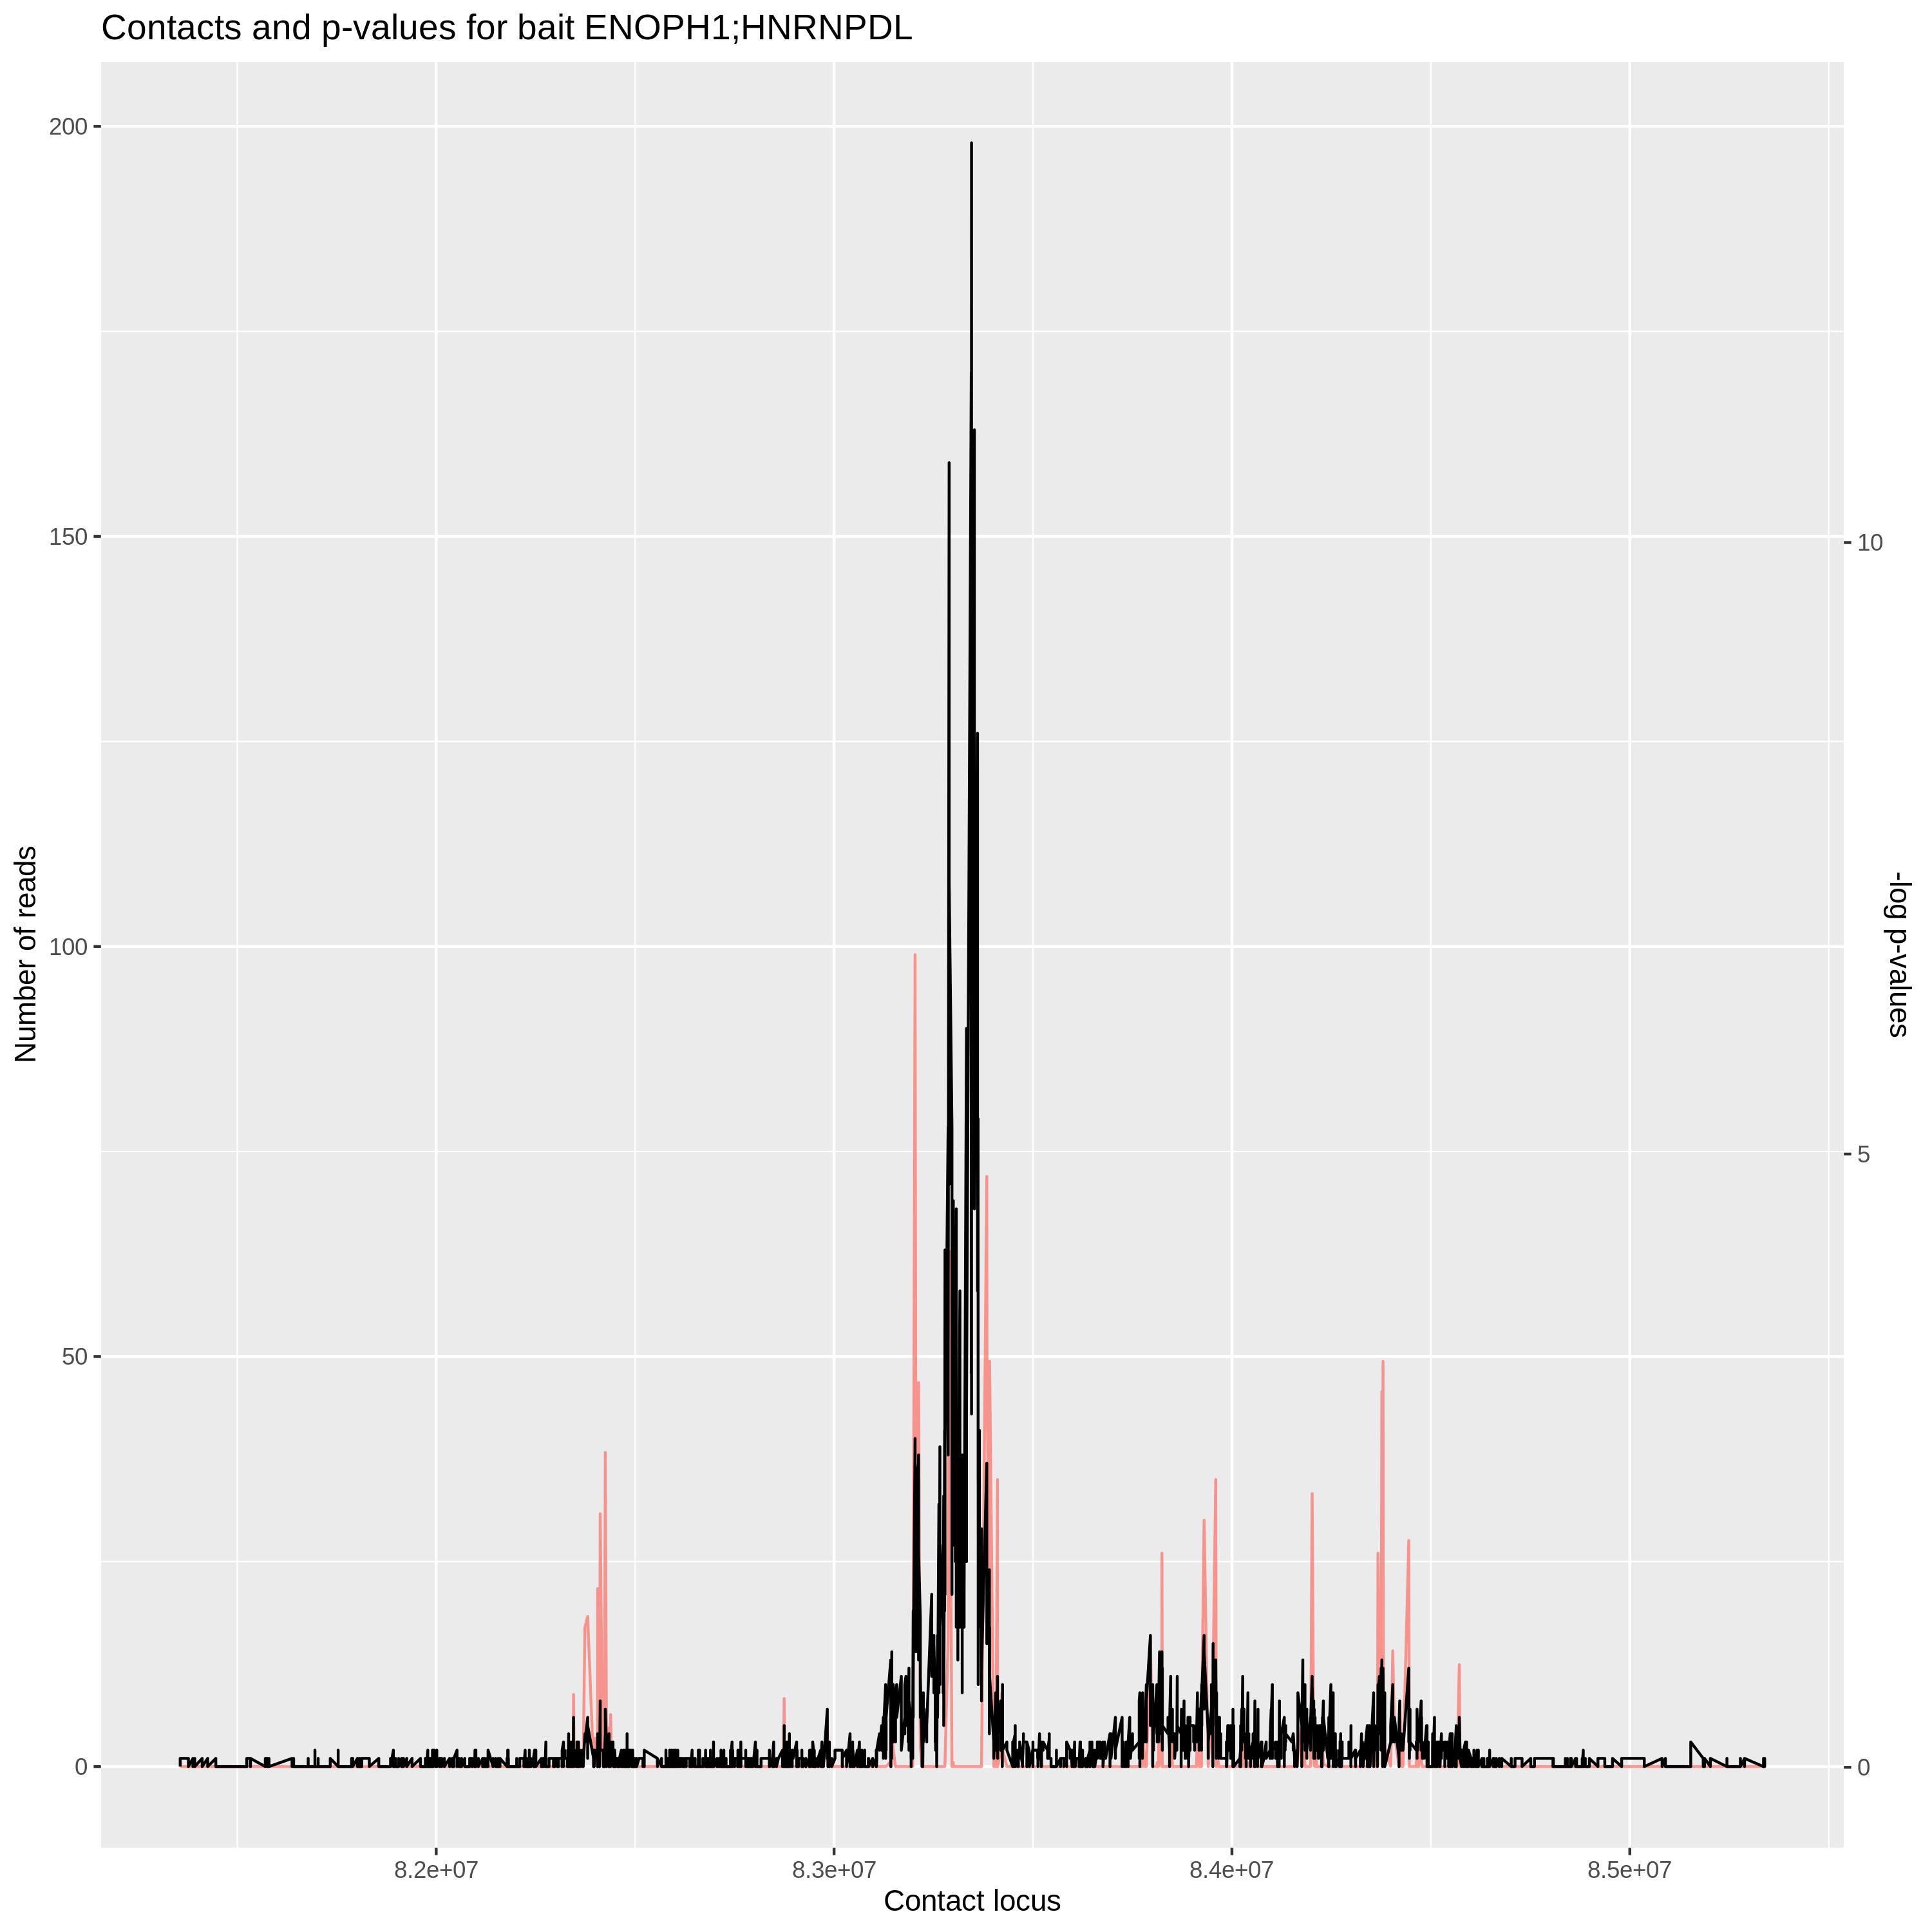 Contacts and p-values for bait ENOPH1;HNRNPDL
200
150
100
50
0
10
5
0
Number of reads
-log p-values
8.2e+07
8.3e+07
8.4e+07
8.5e+07
Contact locus